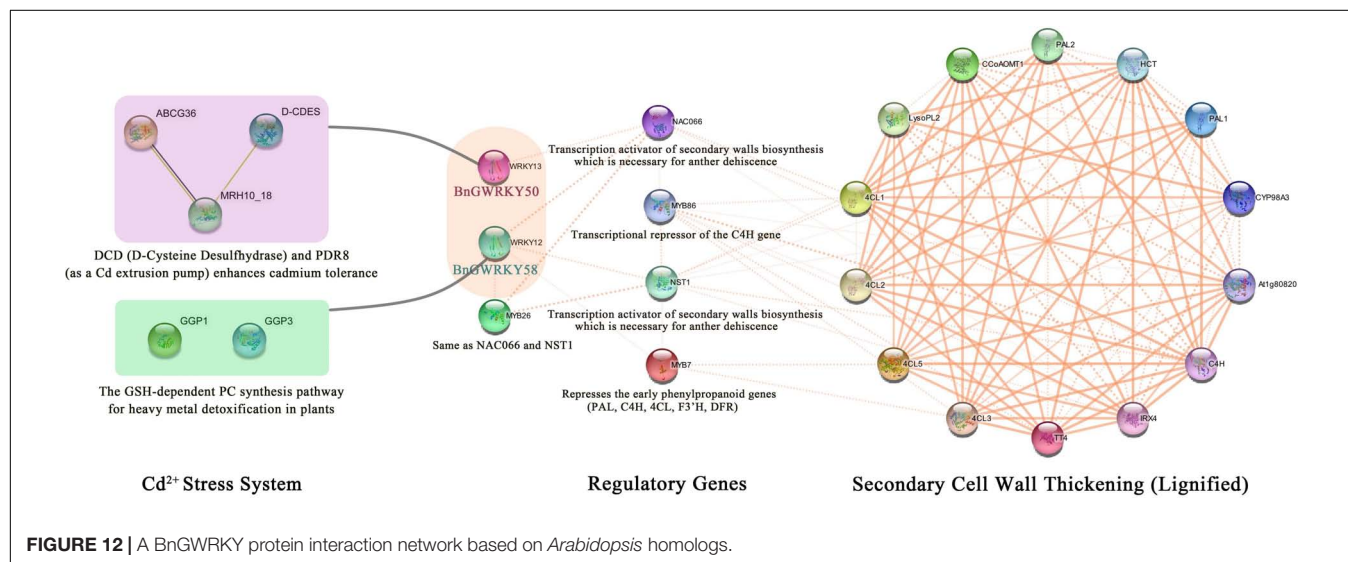 ABCG36
D-CDES
MRH10_18
DCD (D-Cysteine Desulfhydrase) and PDR8
(as a Cd extrusion pump) enhances cadmium tolerance
GGP1
GGP3
The GSH-dependent PC synthesis pathway
for heavy metal detoxification in plants
Cd²⁺ Stress System
WRKY13
BnGWRKY50
WRKY12
BnGWRKY58
MYB26
Same as NAC066 and NST1
NAC066
Transcription activator of secondary walls biosynthesis
which is necessary for anther dehiscence
MYB86
Transcriptional repressor of the C4H gene
NST1
Transcription activator of secondary walls biosynthesis
which is necessary for anther dehiscence
MYB7
Represses the early phenylpropanoid genes
(PAL, C4H, 4CL, F3'H, DFR)
Regulatory Genes
PAL2
CCoAOMT1
HCT
LysoPL2
PAL1
4CL1
CYP98A3
4CL2
At1g80820
4CL5
C4H
4CL3
IRX4
TT4
Secondary Cell Wall Thickening (Lignified)
FIGURE 12 | A BnGWRKY protein interaction network based on Arabidopsis homologs.